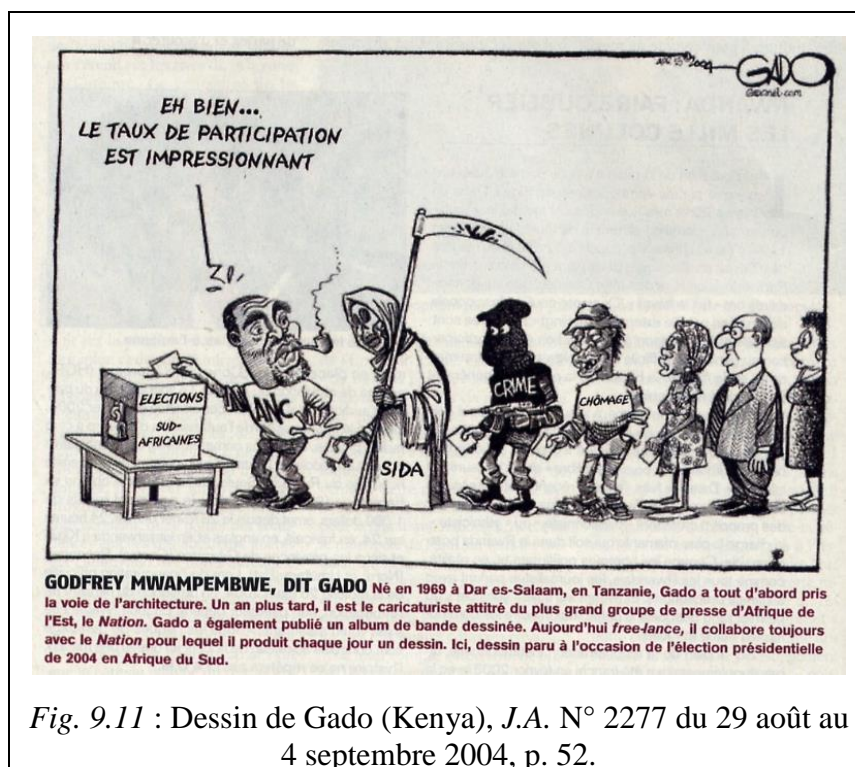 2004
GADO
EH BIEN...
LE TAUX DE PARTICIPATION
EST IMPRESSIONNANT
ELECTIONS
SUD-
AFRICAINES
ANC
SIDA
CRIME
CHÔMAGE
GODFREY MWAMPEMBWE, DIT GADO Né en 1969 à Dar es-Salaam, en Tanzanie, Gado a tout d'abord pris
la voie de l'architecture. Un an plus tard, il est le caricaturiste attitré du plus grand groupe de presse d'Afrique de
l'Est, le Nation. Gado a également publié un album de bande dessinée. Aujourd'hui free-lance, il collabore toujours
avec le Nation pour lequel il produit chaque jour un dessin. Ici, dessin paru à l'occasion de l'élection présidentielle
de 2004 en Afrique du Sud.
Fig. 9.11 : Dessin de Gado (Kenya), J.A. N° 2277 du 29 août au
4 septembre 2004, p. 52.